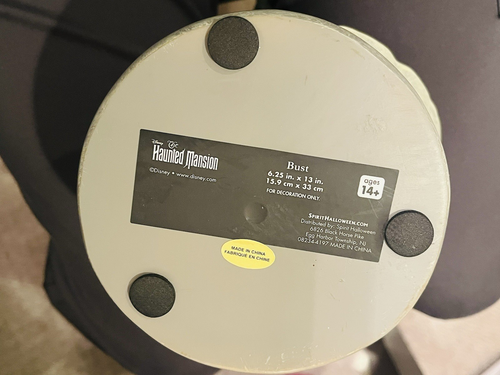 Disney
The
Haunted Mansion
©Disney • www.disney.com
Bust
6.25 in. x 13 in.
15.9 cm x 33 cm
FOR DECORATION ONLY.
ages
14+
SPIRITHALLOWEEN.COM
Distributed by: Spirit Halloween
6826 Black Horse Pike
Egg Harbor Township, NJ
08234-4197 MADE IN CHINA
MADE IN CHINA
FABRIQUÉ EN CHINE